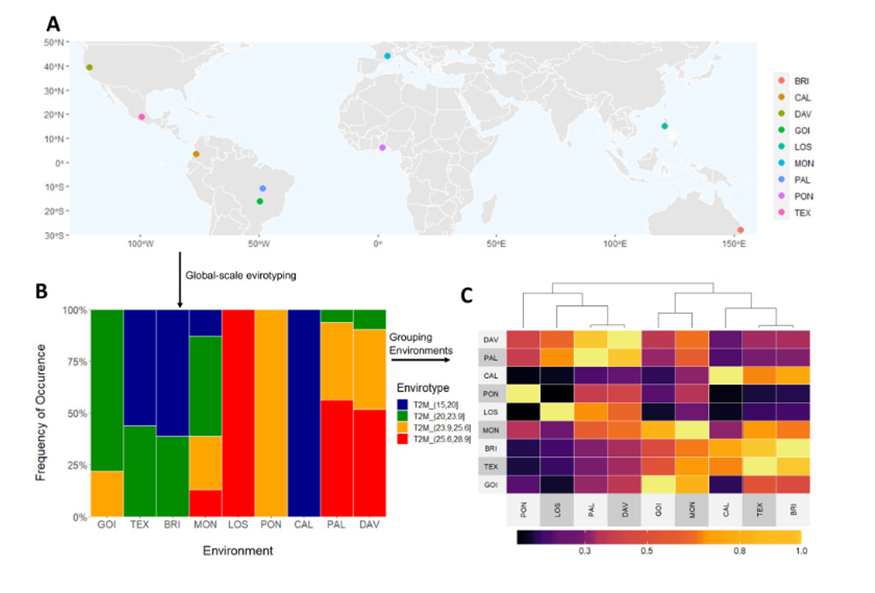 A
50°N
40°N
30°N
20°N
10°N
0°
10°S
20°S
30°S
100°W
50°W
0°
50°E
100°E
150°E
BRI
CAL
DAV
GOI
LOS
MON
PAL
PON
TEX
Global-scale evirotyping
B
Frequency of Occurence
100%
75%
50%
25%
0%
GOI TEX BRI MON LOS PON CAL PAL DAV
Environment
Grouping
Environments
Envirotype
T2M_(15,20]
T2M_(20,23.9]
T2M_(23.9,25.6]
T2M_(25.6,28.9]
C
DAV
PAL
CAL
PON
LOS
MON
BRI
TEX
GOI
PON LOS PAL DAV GOI MON CAL TEX BRI
0.3 0.5 0.8 1.0